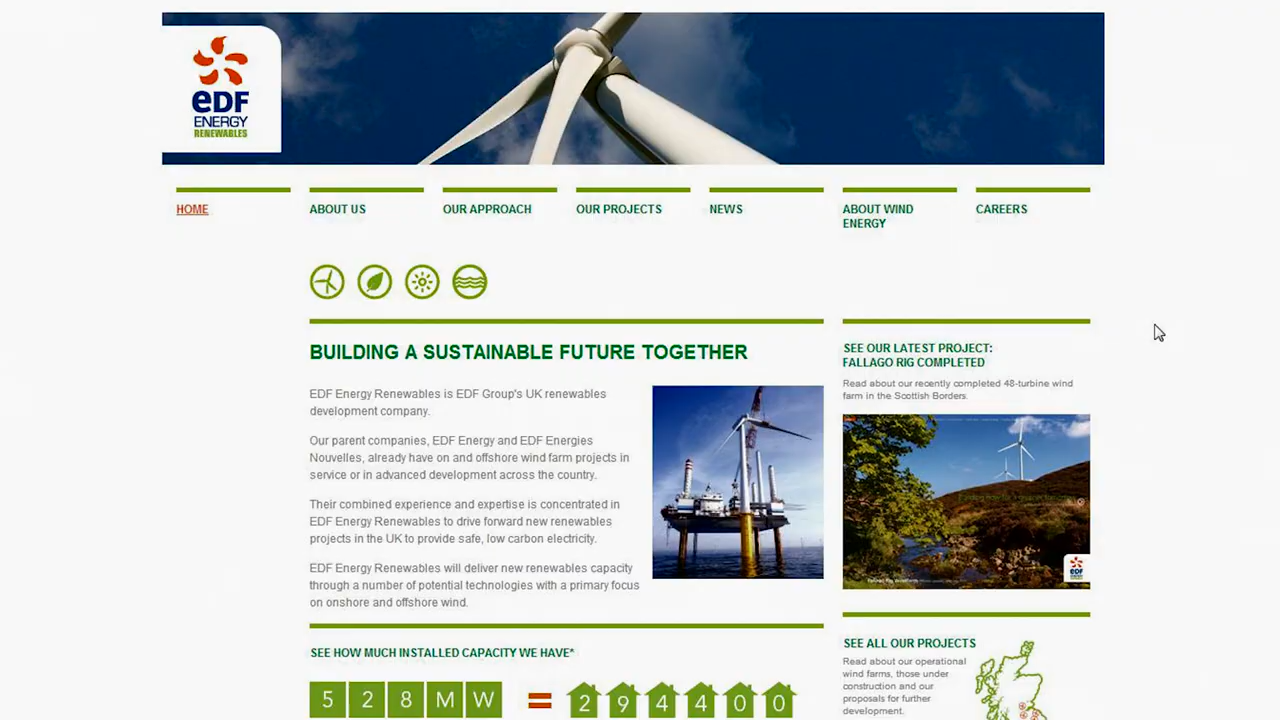 eDF
ENERGY
RENEWABLES
HOME
ABOUT US
OUR APPROACH
OUR PROJECTS
NEWS
ABOUT WIND
ENERGY
CAREERS
BUILDING A SUSTAINABLE FUTURE TOGETHER
EDF Energy Renewables is EDF Group's UK renewables
development company.
Our parent companies, EDF Energy and EDF Energies
Nouvelles, already have on and offshore wind farm projects in
service or in advanced development across the country.
Their combined experience and expertise is concentrated in
EDF Energy Renewables to drive forward new renewables
projects in the UK to provide safe, low carbon electricity.
EDF Energy Renewables will deliver new renewables capacity
through a number of potential technologies with a primary focus
on onshore and offshore wind.
SEE HOW MUCH INSTALLED CAPACITY WE HAVE*
528MW = 294400
SEE OUR LATEST PROJECT:
FALLAGO RIG COMPLETED
Read about our recently completed 48-turbine wind
farm in the Scottish Borders.
eDF
SEE ALL OUR PROJECTS
Read about our operational
wind farms, those under
construction and our
proposals for further
development.